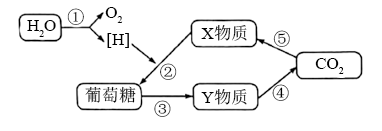 H₂O ① O₂
[H]
② X物质 ⑤ CO₂
葡萄糖 ③ Y物质 ④